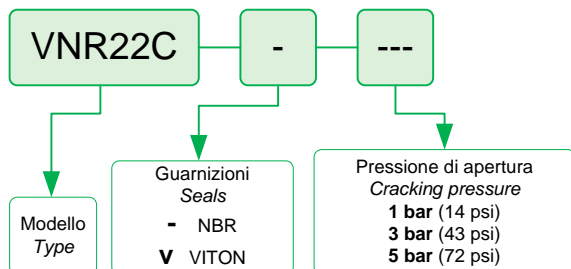 VNR22C - ---
Modello
Type
Guarnizioni
Seals
- NBR
V VITON
Pressione di apertura
Cracking pressure
1 bar (14 psi)
3 bar (43 psi)
5 bar (72 psi)